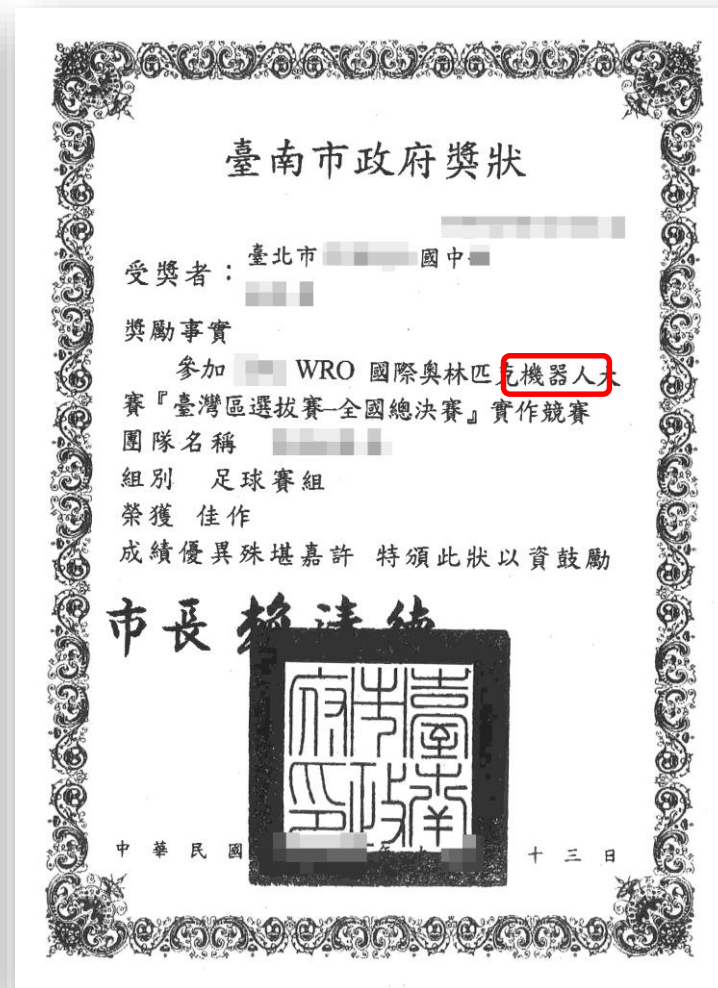 臺南市政府獎狀
受獎者：臺北市 國中
獎勵事實
參加 WRO 國際奧林匹克機器人大
賽『臺灣區選拔賽—全國總決賽』實作競賽
團隊名稱
組別 足球賽組
榮獲 佳作
成績優異殊堪嘉許 特頒此狀以資鼓勵
市長 賴清德
臺南市政府印
中華民國 十三日